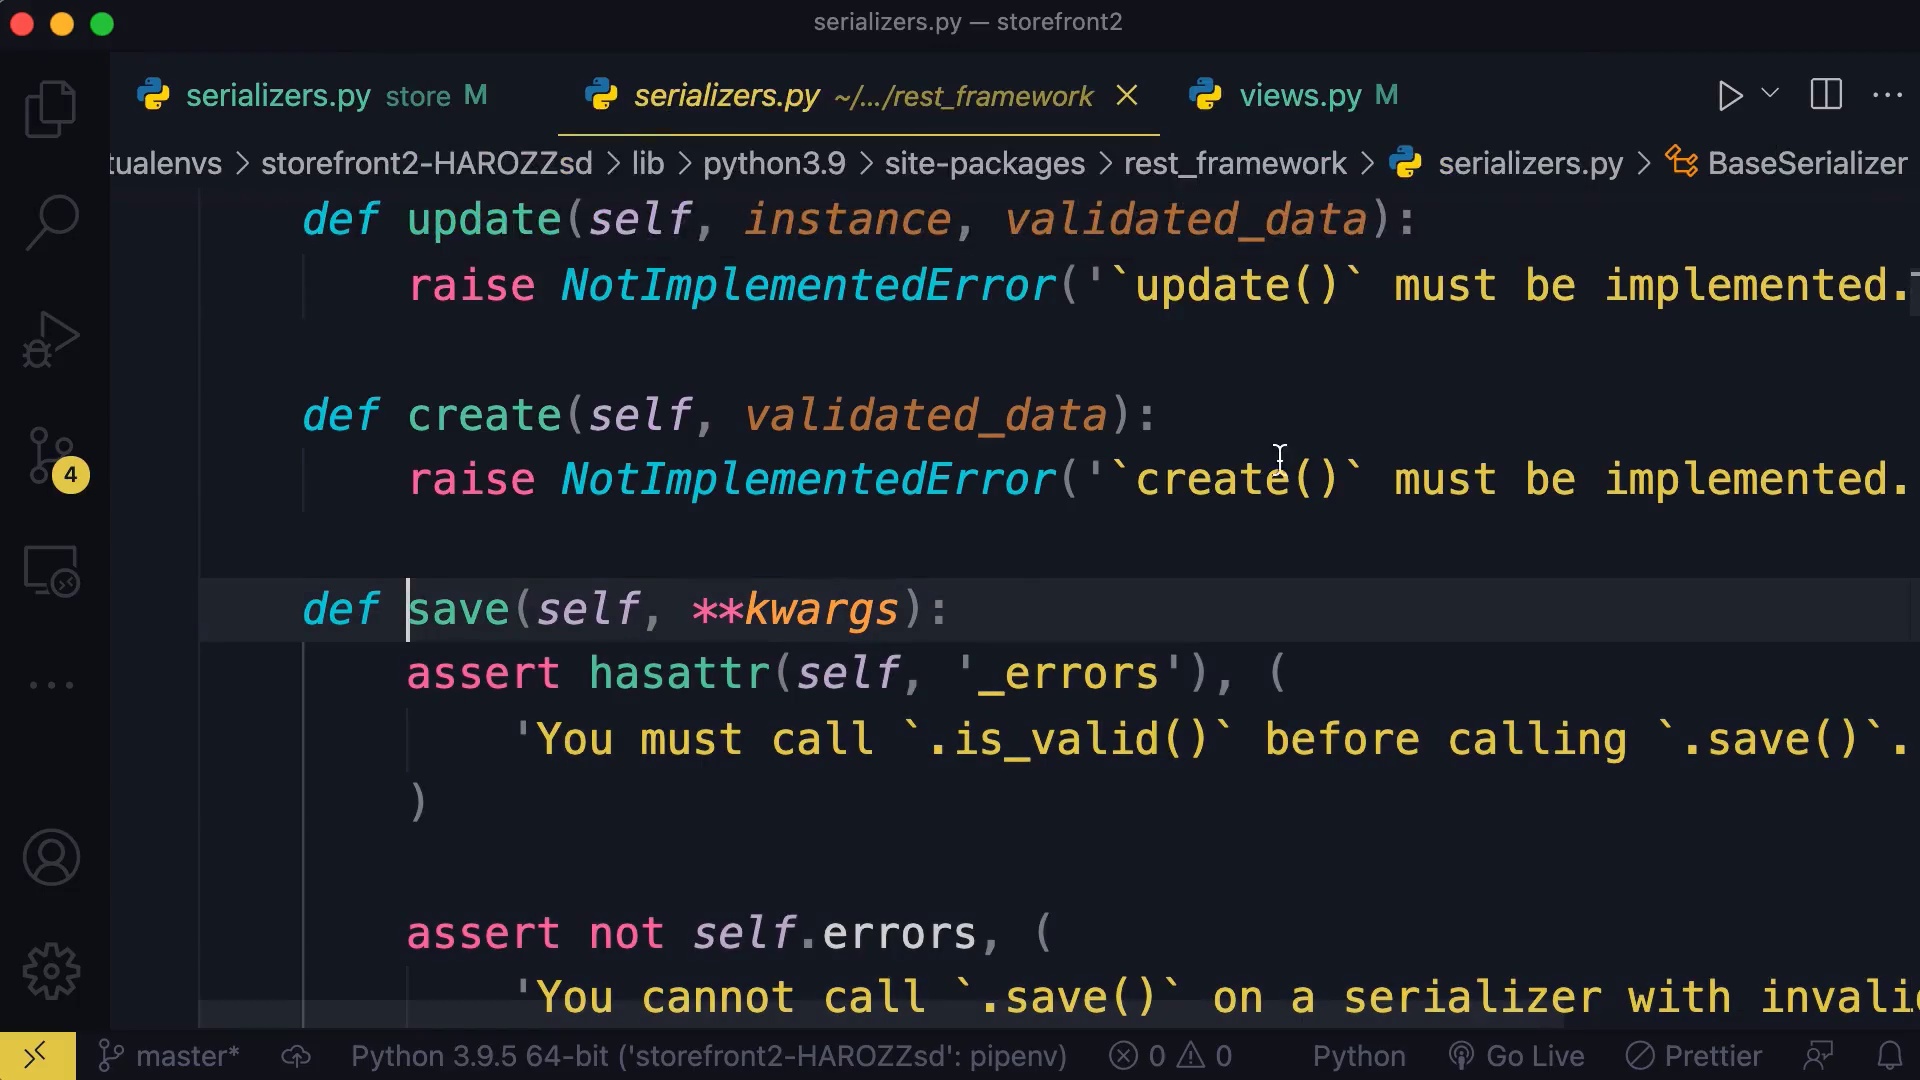 serializers.py — storefront2
serializers.py store M serializers.py ~/.../rest_framework views.py M
tualenvs > storefront2-HAROZZsd > lib > python3.9 > site-packages > rest_framework > serializers.py > BaseSerializer
def update(self, instance, validated_data):
raise NotImplementedError('`update()` must be implemented.
def create(self, validated_data):
raise NotImplementedError('`create()` must be implemented.
def save(self, **kwargs):
assert hasattr(self, '_errors'), (
'You must call `.is_valid()` before calling `.save()`.
)
assert not self.errors, (
'You cannot call `.save()` on a serializer with invali
4
master* Python 3.9.5 64-bit ('storefront2-HAROZZsd': pipenv) 0 0 Python Go Live Prettier